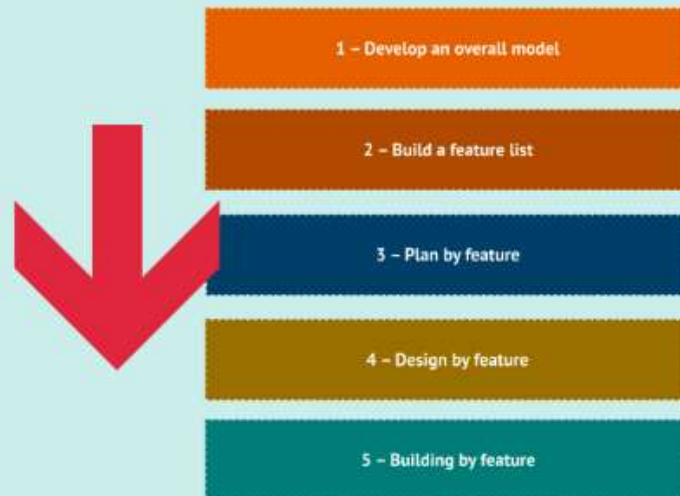 1 – Develop an overall model
2 – Build a feature list
3 – Plan by feature
4 – Design by feature
5 – Building by feature